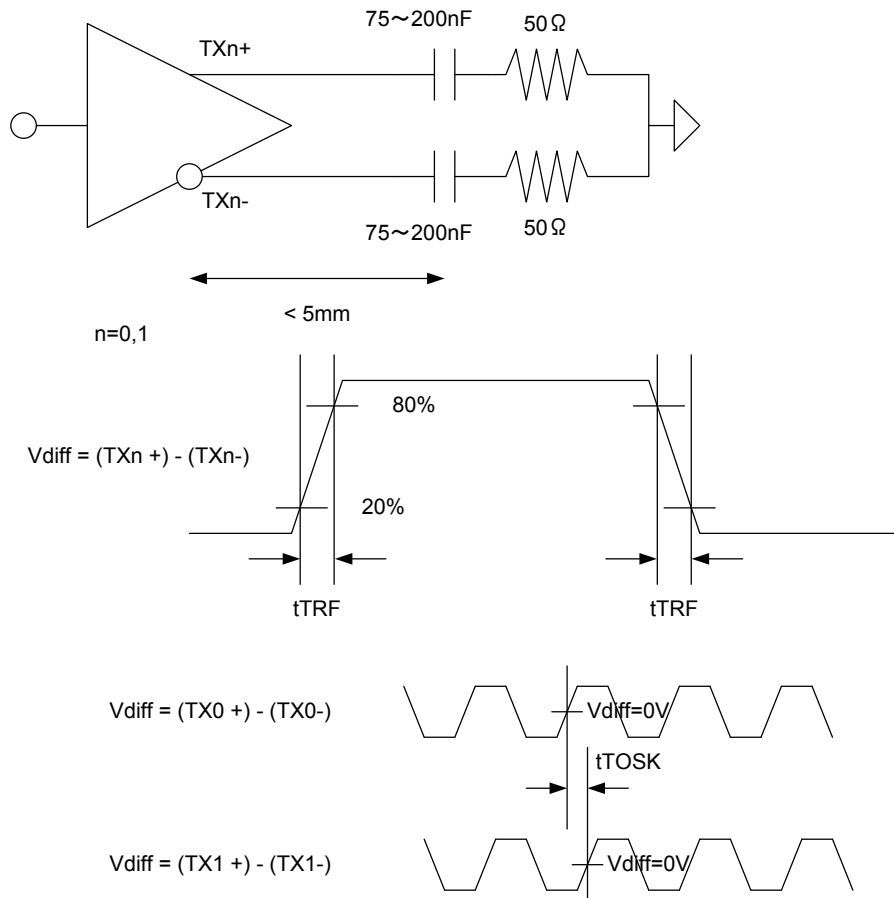 75～200nF
50Ω
TXn+
TXn-
75～200nF
50Ω
< 5mm
n=0,1
80%
Vdiff = (TXn +) - (TXn-)
20%
tTRF
tTRF
Vdiff = (TX0 +) - (TX0-)
Vdiff=0V
tTOSK
Vdiff = (TX1 +) - (TX1-)
Vdiff=0V